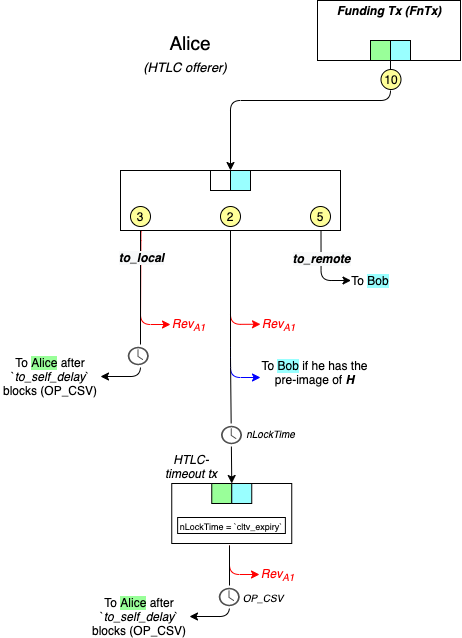 Funding Tx (FnTx)
Alice
(HTLC offerer)
10
3
2
5
to_local
to_remote
To Bob
RevA1
RevA1
To Alice after
`to_self_delay`
blocks (OP_CSV)
To Bob if he has the
pre-image of H
nLockTime
HTLC-
timeout tx
nLockTime = `cltv_expiry`
RevA1
OP_CSV
To Alice after
`to_self_delay`
blocks (OP_CSV)